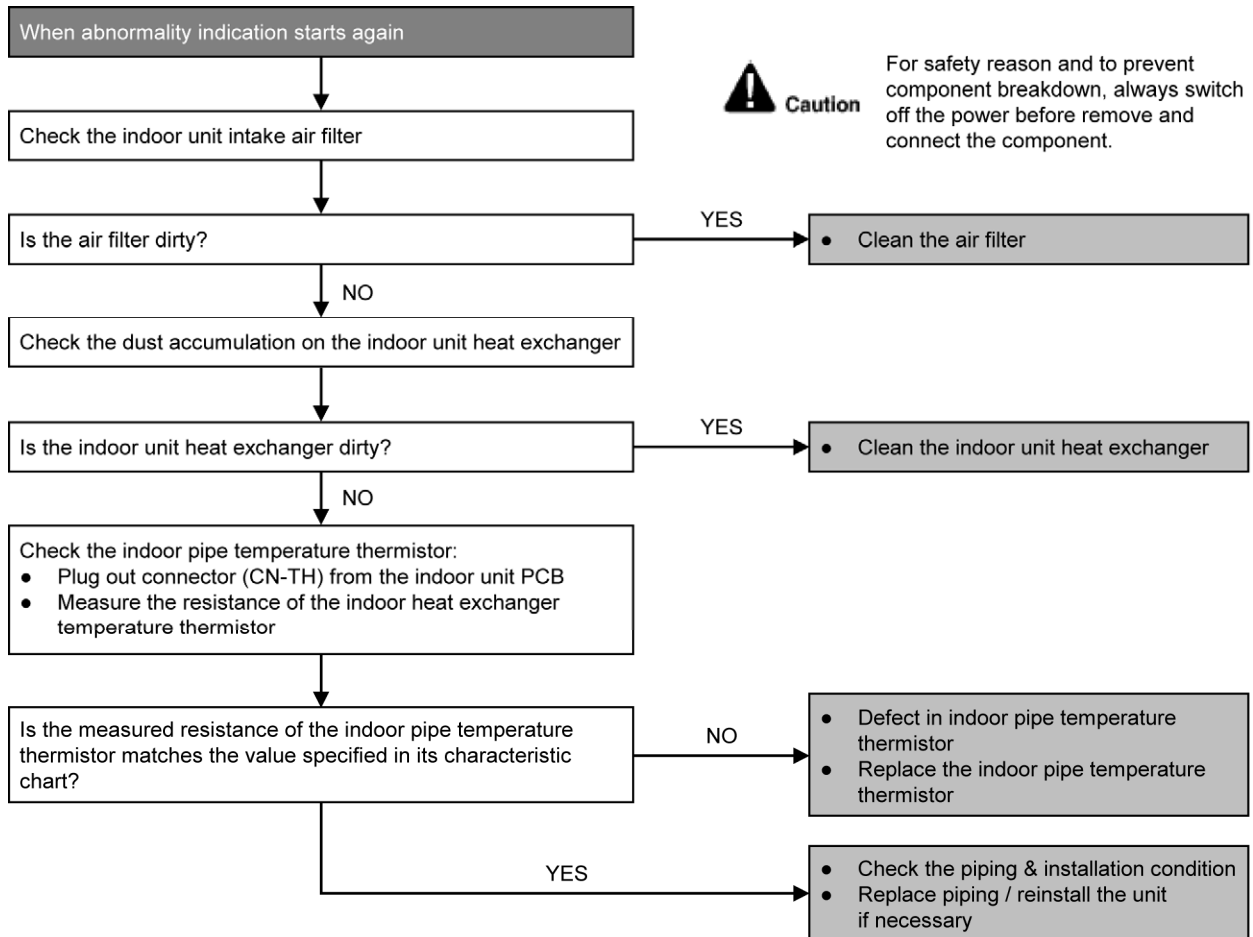 When abnormality indication starts again
Caution
For safety reason and to prevent
component breakdown, always switch
off the power before remove and
connect the component.
Check the indoor unit intake air filter
Is the air filter dirty?
YES
● Clean the air filter
NO
Check the dust accumulation on the indoor unit heat exchanger
Is the indoor unit heat exchanger dirty?
YES
● Clean the indoor unit heat exchanger
NO
Check the indoor pipe temperature thermistor:
● Plug out connector (CN-TH) from the indoor unit PCB
● Measure the resistance of the indoor heat exchanger
temperature thermistor
Is the measured resistance of the indoor pipe temperature
thermistor matches the value specified in its characteristic
chart?
NO
● Defect in indoor pipe temperature
thermistor
● Replace the indoor pipe temperature
thermistor
YES
● Check the piping & installation condition
● Replace piping / reinstall the unit
if necessary